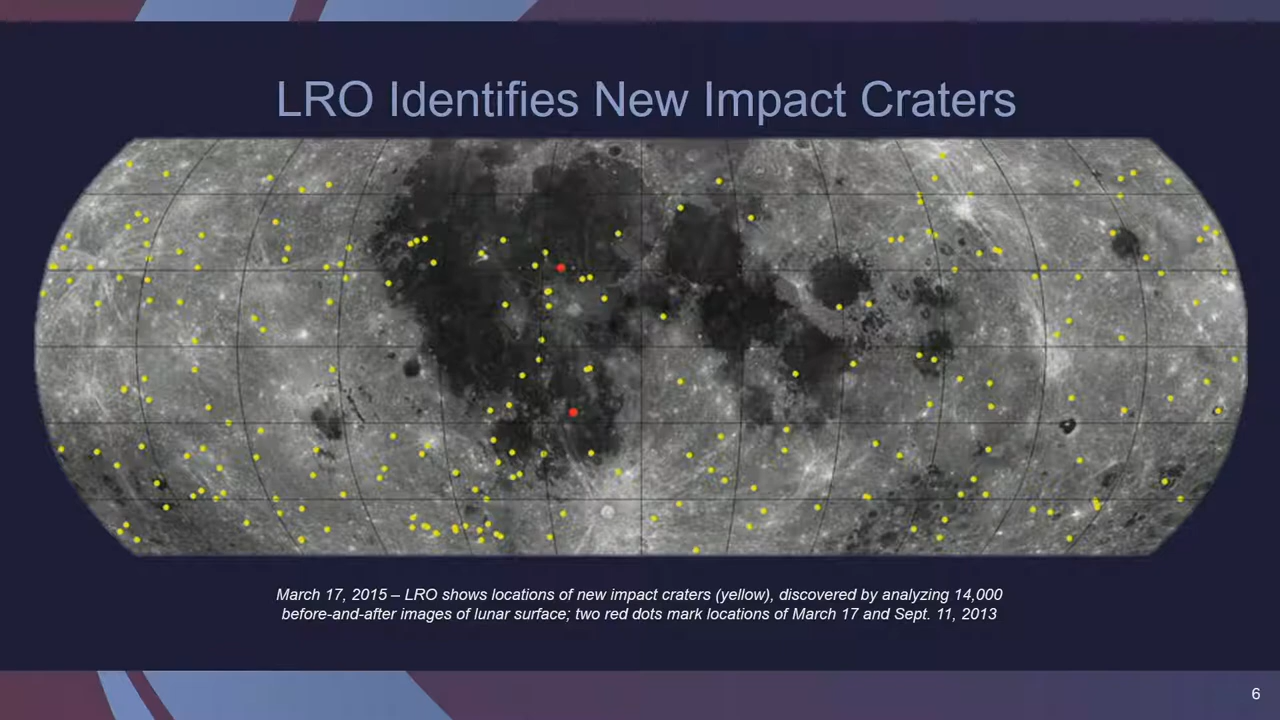 LRO Identifies New Impact Craters
March 17, 2015 – LRO shows locations of new impact craters (yellow), discovered by analyzing 14,000
before-and-after images of lunar surface; two red dots mark locations of March 17 and Sept. 11, 2013
6